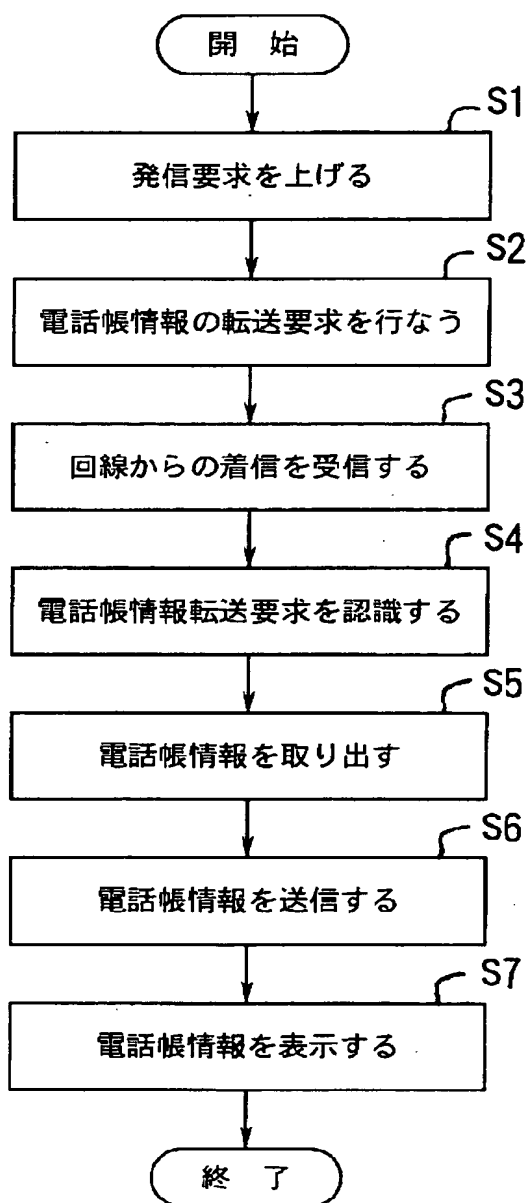 開 始
S1
発信要求を上げる
S2
電話帳情報の転送要求を行なう
S3
回線からの着信を受信する
S4
電話帳情報転送要求を認識する
S5
電話帳情報を取り出す
S6
電話帳情報を送信する
S7
電話帳情報を表示する
終 了